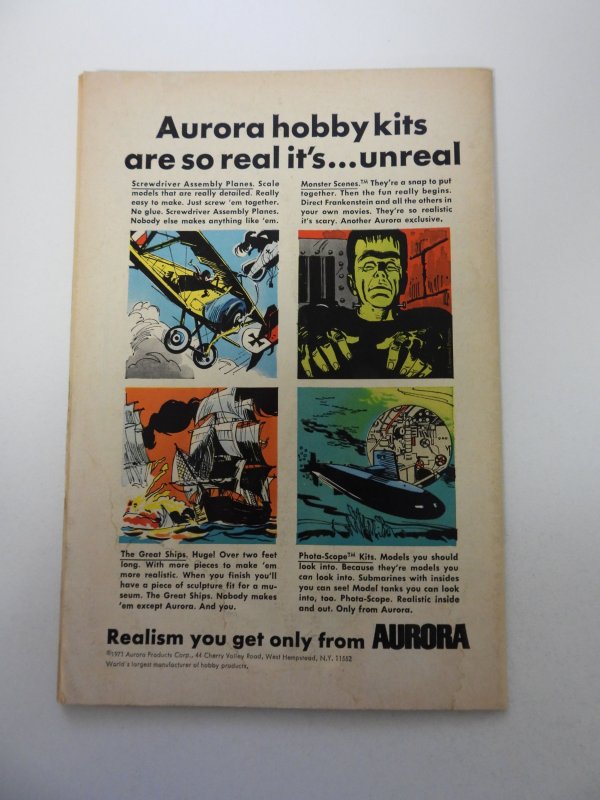 Aurora hobby kits
are so real it's...unreal
Screwdriver Assembly Planes. Scale
models that are really detailed. Really
easy to make. Just screw 'em together.
No glue. Screwdriver Assembly Planes.
Nobody else makes anything like 'em.
Monster Scenes.™ They're a snap to put
together. Then the fun really begins.
Direct Frankenstein and all the others in
your own movies. They're so realistic
it's scary. Another Aurora exclusive.
The Great Ships. Huge! Over two feet
long. With more pieces to make 'em
more realistic. When you finish you'll
have a piece of sculpture fit for a mu-
seum. The Great Ships. Nobody makes
'em except Aurora. And you.
Phota-Scope™ Kits. Models you should
look into. Because they're models you
can look into. Submarines with insides
you can see! Model tanks you can look
into, too. Phota-Scope. Realistic inside
and out. Only from Aurora.
Realism you get only from AURORA
©1971 Aurora Products Corp., 44 Cherry Valley Road, West Hempstead, N.Y. 11552
World's largest manufacturer of hobby products.